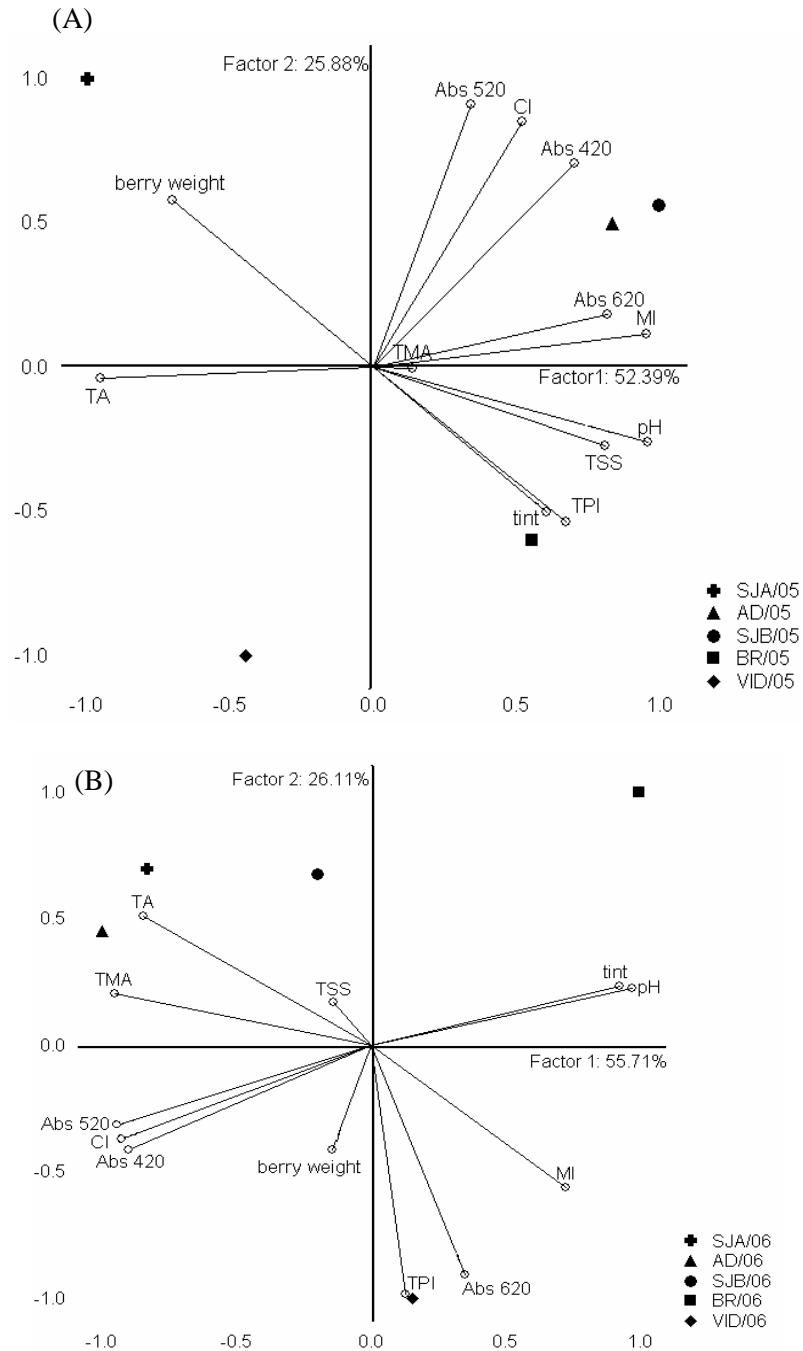 (A)
Factor 2: 25.88%
1.0
Abs 520
CI
Abs 420
berry weight
0.5
Abs 620
MI
TMA
0.0
Factor1: 52.39%
TA
pH
TSS
-0.5
tint
TPI
SJA/05
AD/05
SJB/05
BR/05
VID/05
-1.0
-1.0 -0.5 0.0 0.5 1.0
(B)
Factor 2: 26.11%
1.0
TA
0.5
TMA
TSS
tint
pH
0.0
Factor 1: 55.71%
Abs 520
CI
Abs 420
berry weight
-0.5
MI
SJA/06
AD/06
SJB/06
BR/06
VID/06
TPI
Abs 620
-1.0
-1.0 -0.5 0.0 0.5 1.0